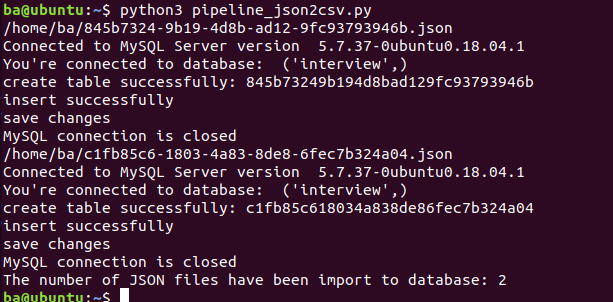 ba@ubuntu:~$ python3 pipeline_json2csv.py
/home/ba/845b7324-9b19-4d8b-ad12-9fc93793946b.json
Connected to MySQL Server version  5.7.37-0ubuntu0.18.04.1
You're connected to database:  ('interview',)
create table successfully: 845b73249b194d8bad129fc93793946b
insert successfully
save changes
MySQL connection is closed
/home/ba/c1fb85c6-1803-4a83-8de8-6fec7b324a04.json
Connected to MySQL Server version  5.7.37-0ubuntu0.18.04.1
You're connected to database:  ('interview',)
create table successfully: c1fb85c618034a838de86fec7b324a04
insert successfully
save changes
MySQL connection is closed
The number of JSON files have been import to database: 2
ba@ubuntu:~$